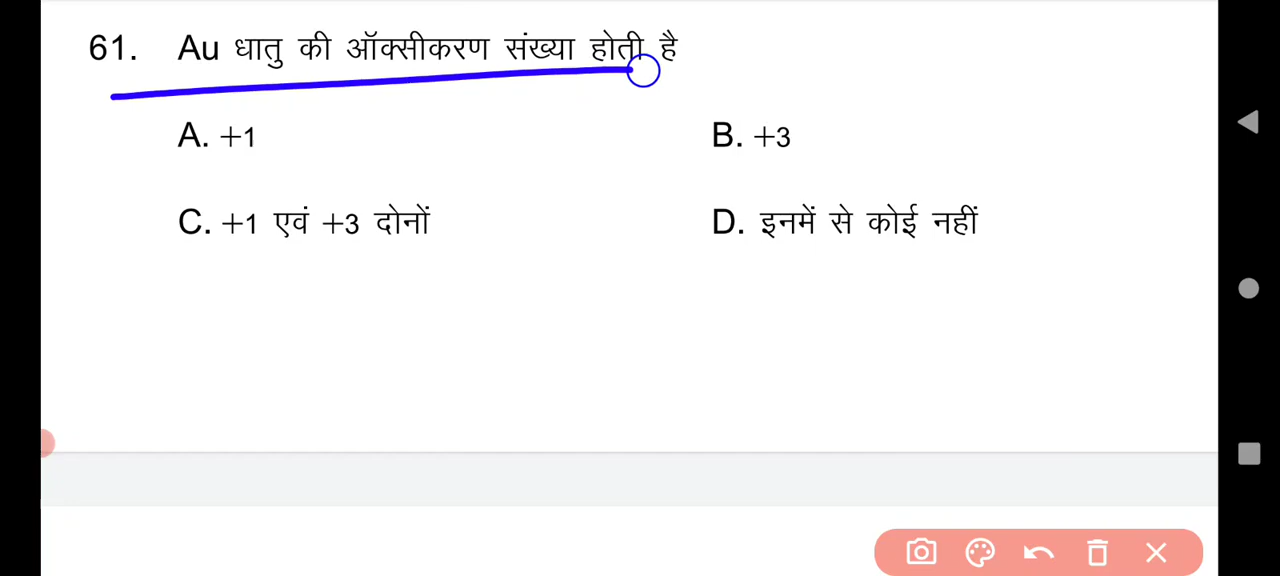 61. Au धातु की ऑक्सीकरण संख्या होती है
A. +1
B. +3
C. +1 एवं +3 दोनों
D. इनमें से कोई नहीं